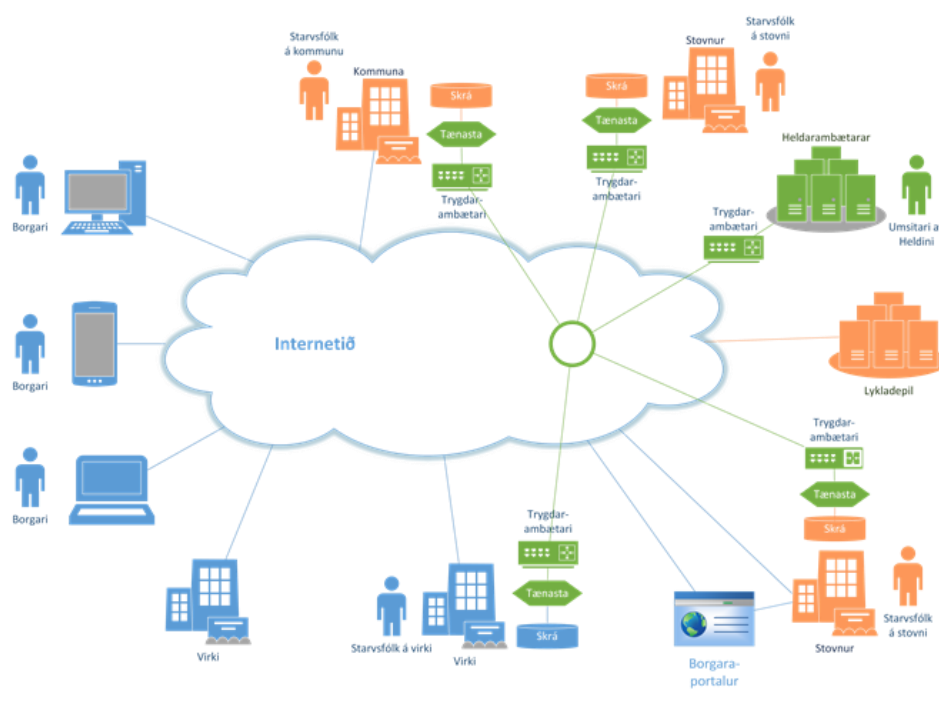 Starvsfólk
á kommunu
Kommuna
Skrá
Tænasta
Trygdar-
ambætari
Stovnur
Starvsfólk
á stovni
Skrá
Tænasta
Trygdar-
ambætari
Heldarambætarar
Trygdar-
ambætari
Umsitari a
Heldini
Borgari
Internetið
Borgari
Lykladepil
Borgari
Trygdar-
ambætari
Tænasta
Skrá
Starvsfólk
á stovni
Stovnur
Trygdar-
ambætari
Tænasta
Skrá
Virki
Starvsfólk á virki
Virki
Borgara-
portalur